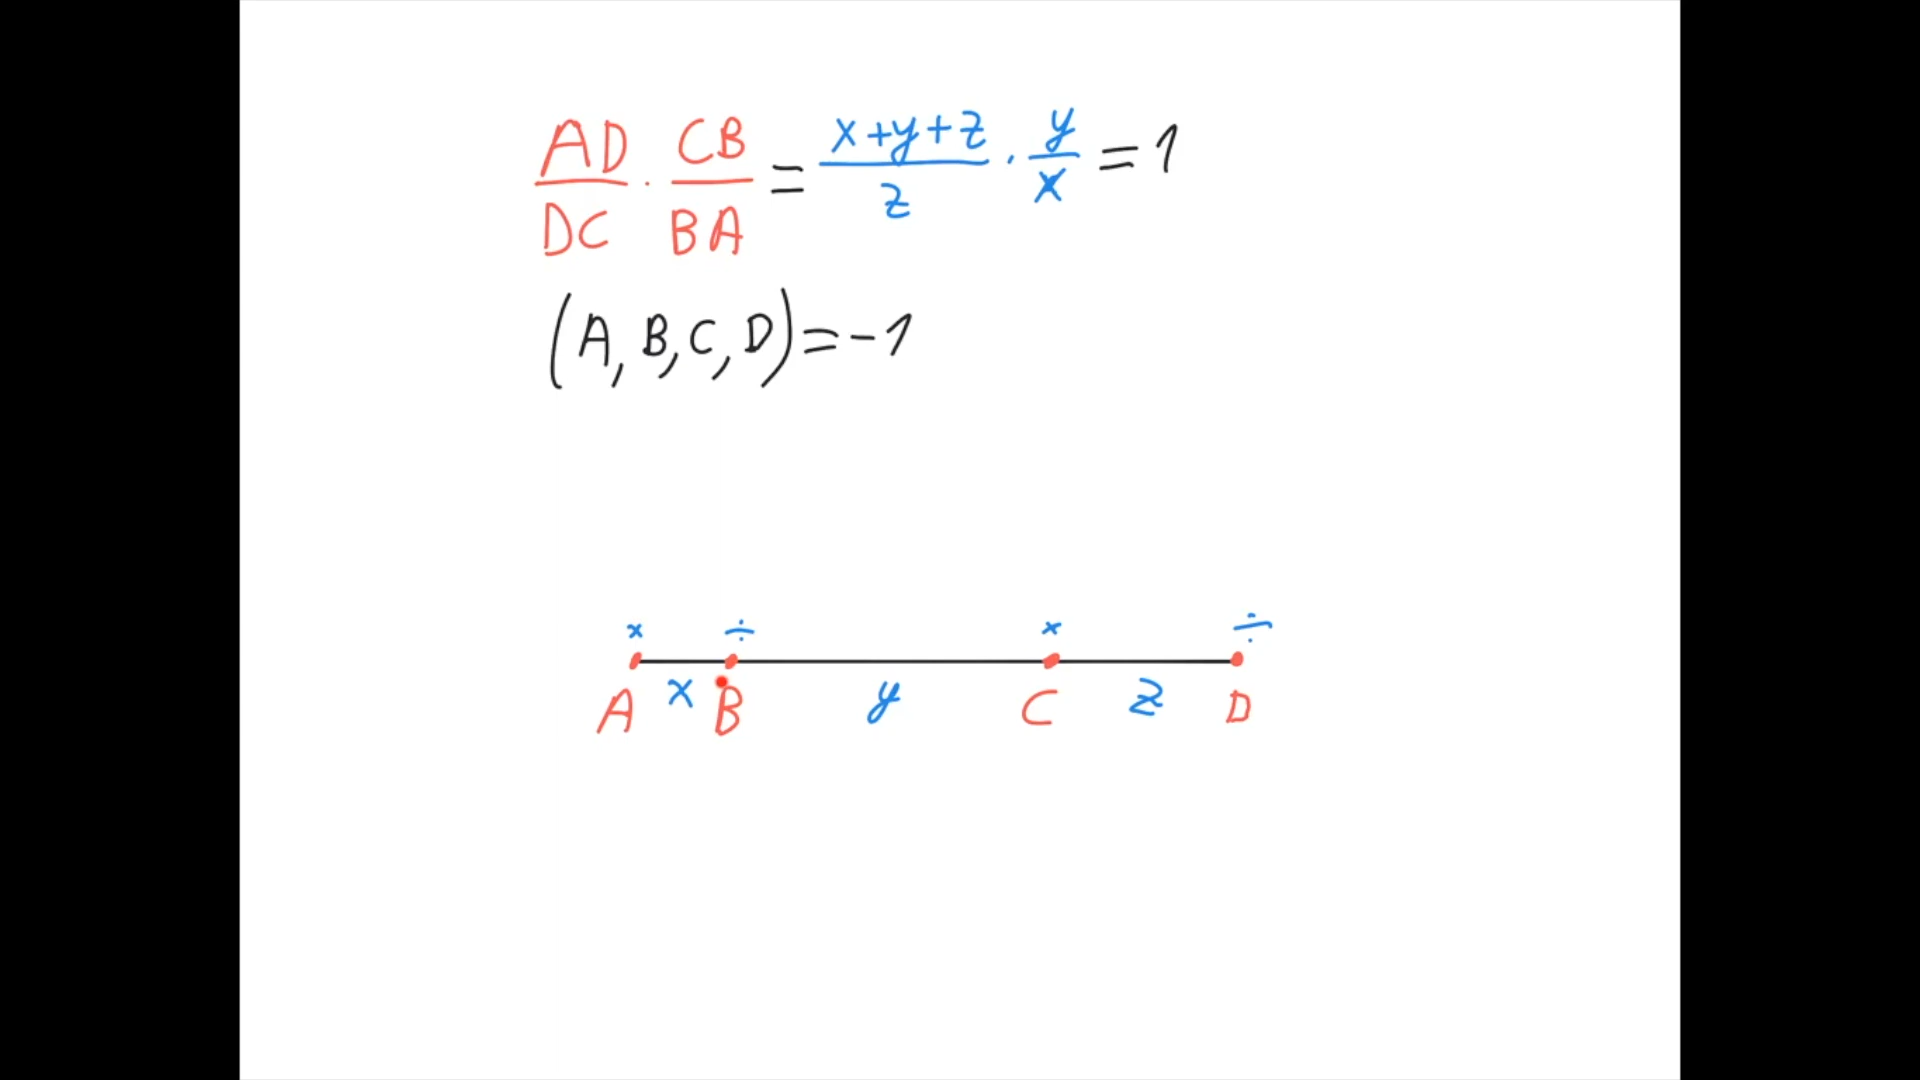 AD/DC · CB/BA = x+y+z/z · y/x = 1
(A, B, C, D) = -1
x ÷ x ÷
A x B y C z D